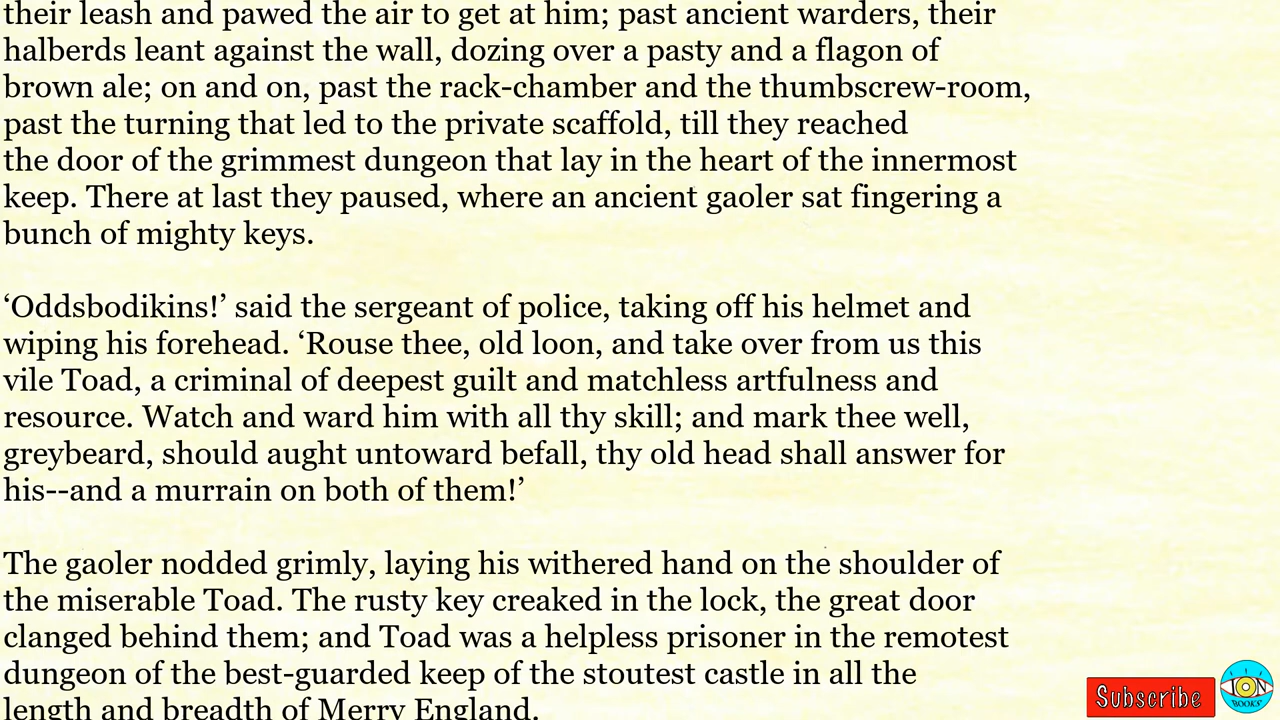 their leash and pawed the air to get at him; past ancient warders, their
halberds leant against the wall, dozing over a pasty and a flagon of
brown ale; on and on, past the rack-chamber and the thumbscrew-room,
past the turning that led to the private scaffold, till they reached
the door of the grimmest dungeon that lay in the heart of the innermost
keep. There at last they paused, where an ancient gaoler sat fingering a
bunch of mighty keys.

‘Oddsbodikins!’ said the sergeant of police, taking off his helmet and
wiping his forehead. ‘Rouse thee, old loon, and take over from us this
vile Toad, a criminal of deepest guilt and matchless artfulness and
resource. Watch and ward him with all thy skill; and mark thee well,
greybeard, should aught untoward befall, thy old head shall answer for
his--and a murrain on both of them!’

The gaoler nodded grimly, laying his withered hand on the shoulder of
the miserable Toad. The rusty key creaked in the lock, the great door
clanged behind them; and Toad was a helpless prisoner in the remotest
dungeon of the best-guarded keep of the stoutest castle in all the
length and breadth of Merry England.
Subscribe
ION
BOOKS